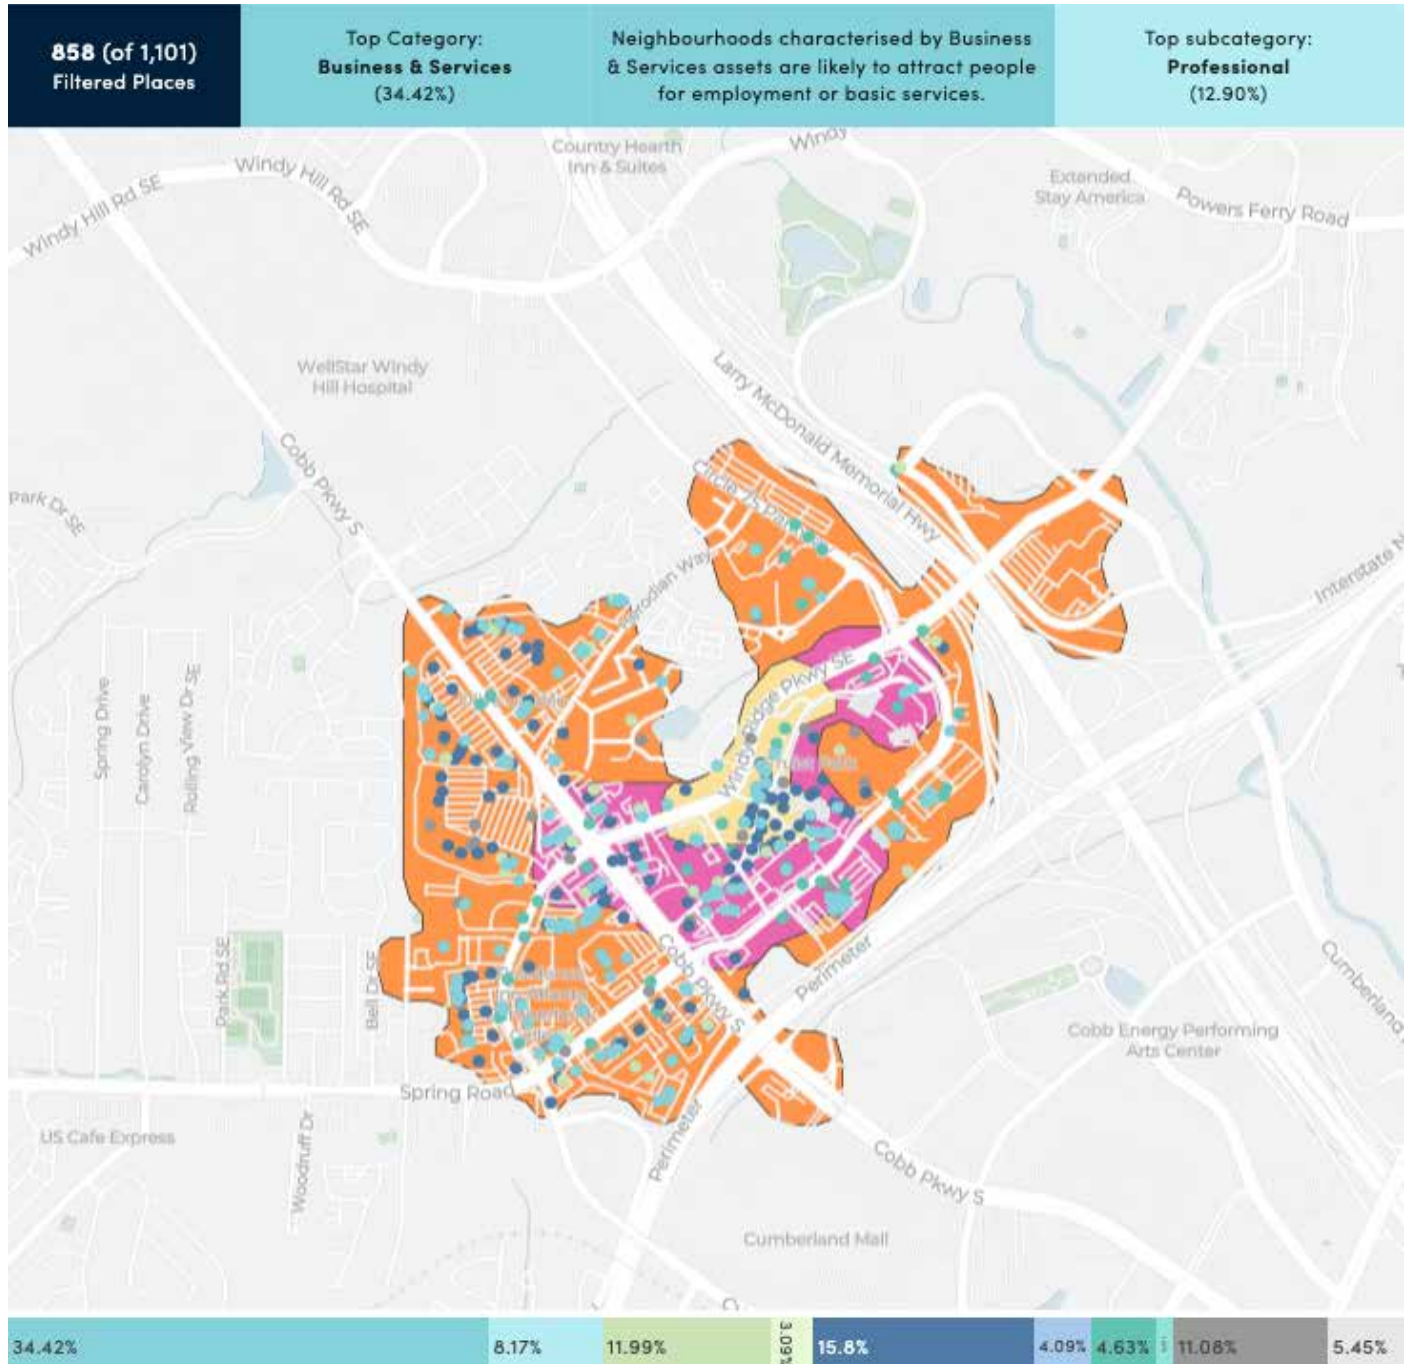 858 (of 1,101)
Filtered Places
Top Category:
Business & Services
(34.42%)
Neighbourhoods characterised by Business
& Services assets are likely to attract people
for employment or basic services.
Top subcategory:
Professional
(12.90%)
Country Hearth
Inn & Suites
Windy
Windy Hill Rd SE
Windy Hill Rd SE
Extended
Stay America
Powers Ferry Road
WellStar Windy
Hill Hospital
Larry McDonald Memorial Hwy
Cobb Pkwy S
Park Dr SE
Circle 75
Interstate N
Windy Ridge Pkwy SE
Spring Drive
Carolyn Drive
Rolling View Dr SE
Park Rd SE
Bell Dr SE
Cobb Pkwy S
Perimeter
Cumberland
Cobb Energy Performing
Arts Center
Spring Road
US Cafe Express
Woodruff Dr
Perimeter
Cobb Pkwy S
Cumberland Mall
34.42%
8.17%
11.99%
3.09%
15.8%
4.09%
4.63%
11.08%
5.45%